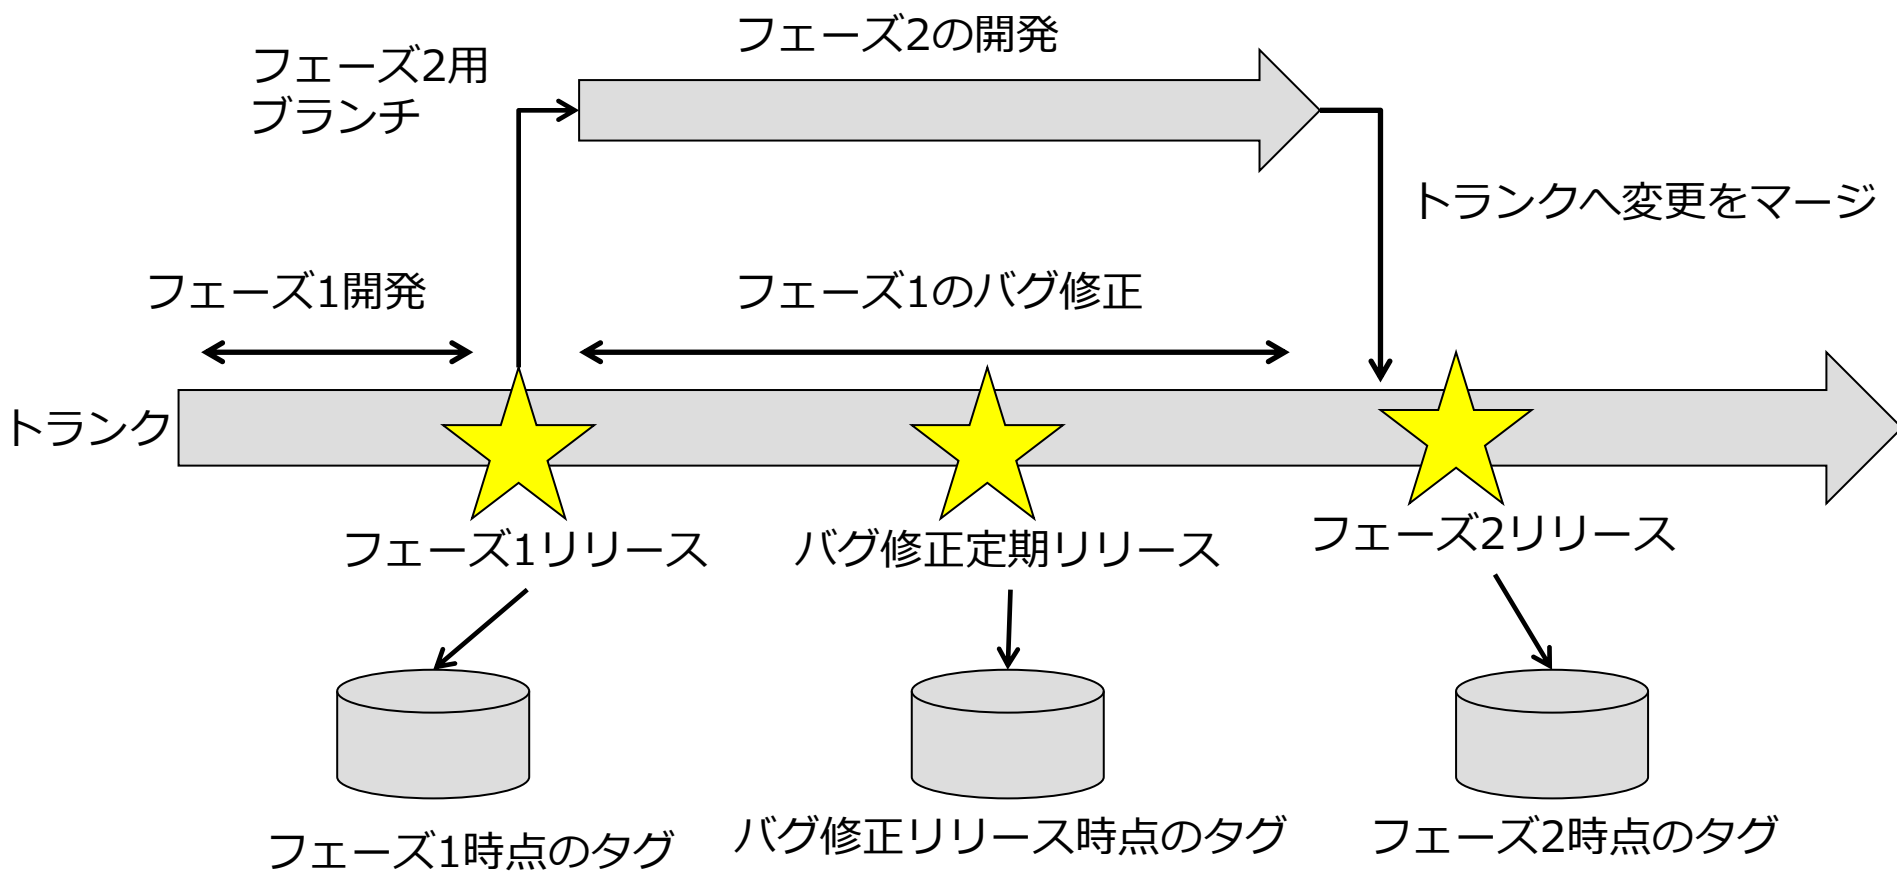 フェーズ2の開発
フェーズ2用
ブランチ
トランクへ変更をマージ
フェーズ1開発
フェーズ1のバグ修正
トランク
フェーズ1リリース
バグ修正定期リリース
フェーズ2リリース
フェーズ1時点のタグ
バグ修正リリース時点のタグ
フェーズ2時点のタグ